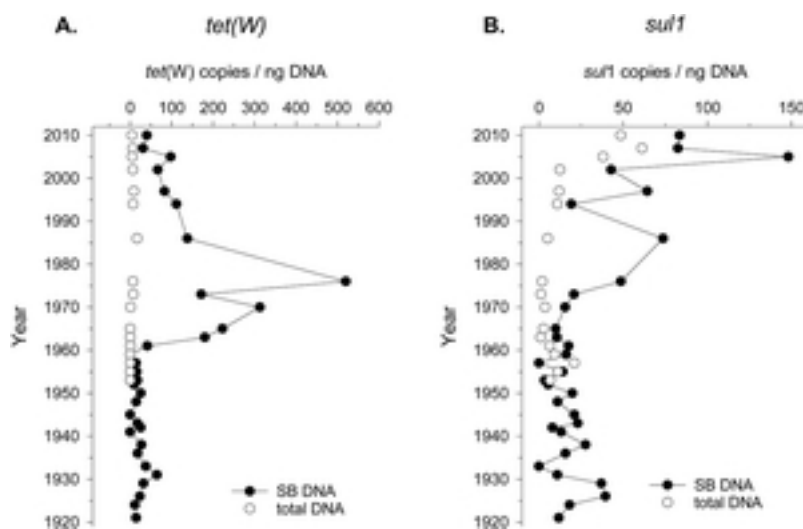 A. tet(W)
tet(W) copies / ng DNA
0 100 200 300 400 500 600
2010
2000
1990
1980
1970
1960
1950
1940
1930
1920
Year
SB DNA
total DNA
B. sul1
sul1 copies / ng DNA
0 50 100 150
2010
2000
1990
1980
1970
1960
1950
1940
1930
1920
Year
SB DNA
total DNA